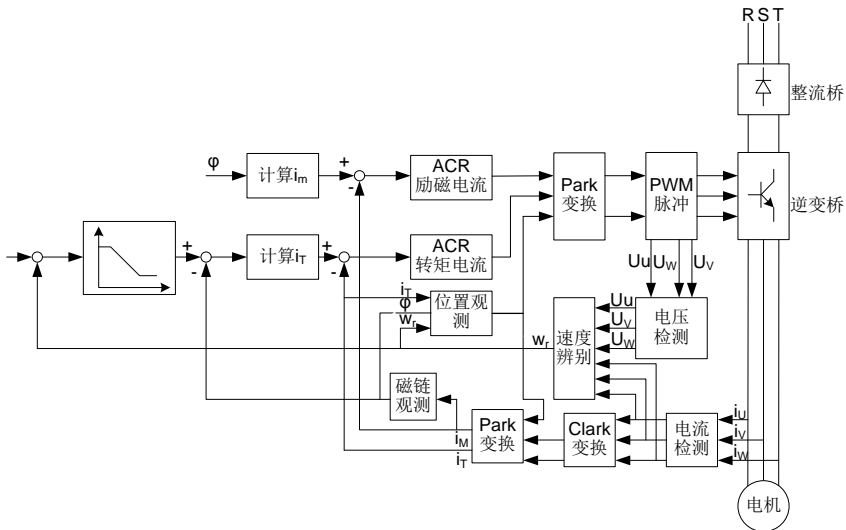 R S T
整流桥
φ
计算im
+
-
ACR
励磁电流
Park
变换
PWM
脉冲
逆变桥
+
-
计算iT
+
-
ACR
转矩电流
Uu
UW
UV
iT
φ
wr
位置观
测
速度
辨别
Uu
UV
UW
电压
检测
wr
磁链
观测
iM
iT
Park
变换
Clark
变换
电流
检测
iU
iV
iW
电机